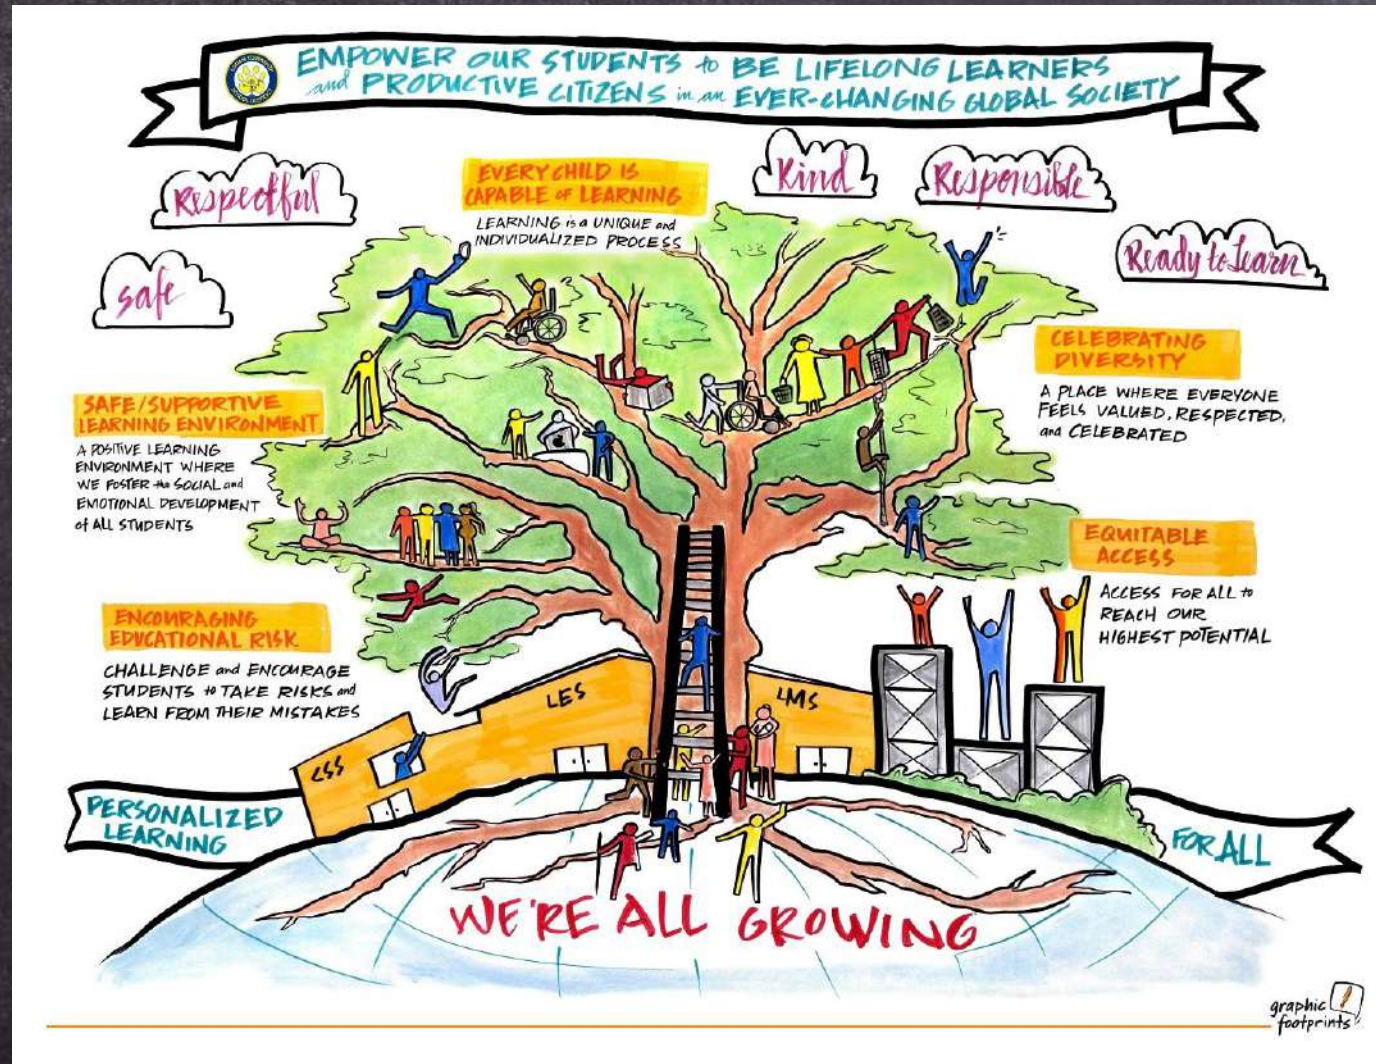 EMPOWER OUR STUDENTS to BE LIFELONG LEARNERS
and PRODUCTIVE CITIZENS in an EVER-CHANGING GLOBAL SOCIETY
Respectful
Safe
EVERY CHILD IS
CAPABLE of LEARNING
LEARNING is a UNIQUE and
INDIVIDUALIZED PROCESS
Kind
Responsible
Ready to Learn
CELEBRATING
DIVERSITY
A PLACE WHERE EVERYONE
FEELS VALUED, RESPECTED,
and CELEBRATED
SAFE/SUPPORTIVE
LEARNING ENVIRONMENT
A POSITIVE LEARNING
ENVIRONMENT WHERE
WE FOSTER the SOCIAL and
EMOTIONAL DEVELOPMENT
of ALL STUDENTS
EQUITABLE
ACCESS
ACCESS FOR ALL to
REACH OUR
HIGHEST POTENTIAL
ENCOURAGING
EDUCATIONAL RISK
CHALLENGE and ENCOURAGE
STUDENTS to TAKE RISKS and
LEARN FROM THEIR MISTAKES
CSS
LES
LMS
PERSONALIZED
LEARNING
FOR ALL
WE'RE ALL GROWING
graphic
footprints